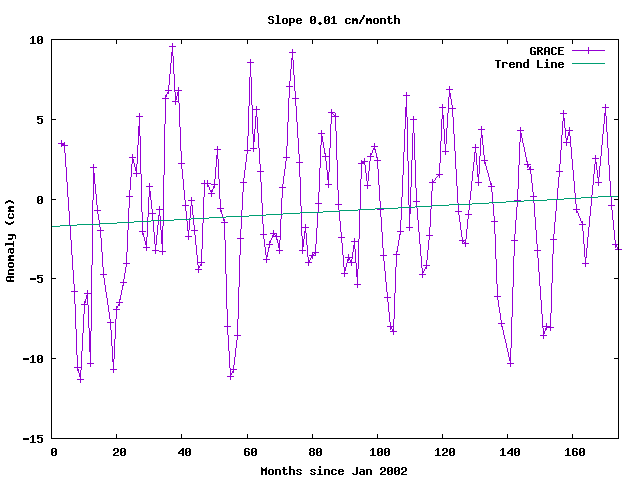 Slope 0.01 cm/month
GRACE
Trend Line
10
5
0
-5
-10
-15
Anomaly (cm)
0 20 40 60 80 100 120 140 160
Months since Jan 2002